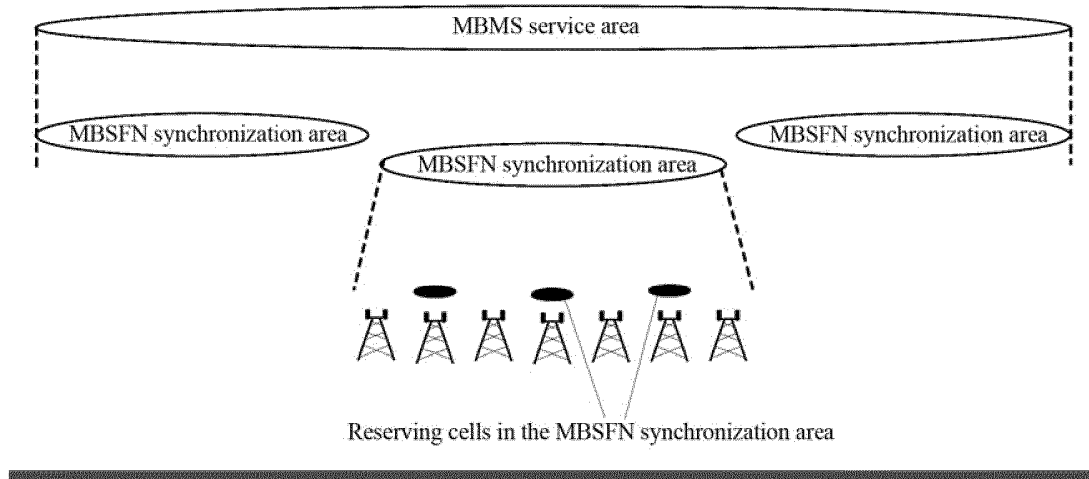 MBMS service area
MBSFN synchronization area
MBSFN synchronization area
MBSFN synchronization area
Reserving cells in the MBSFN synchronization area